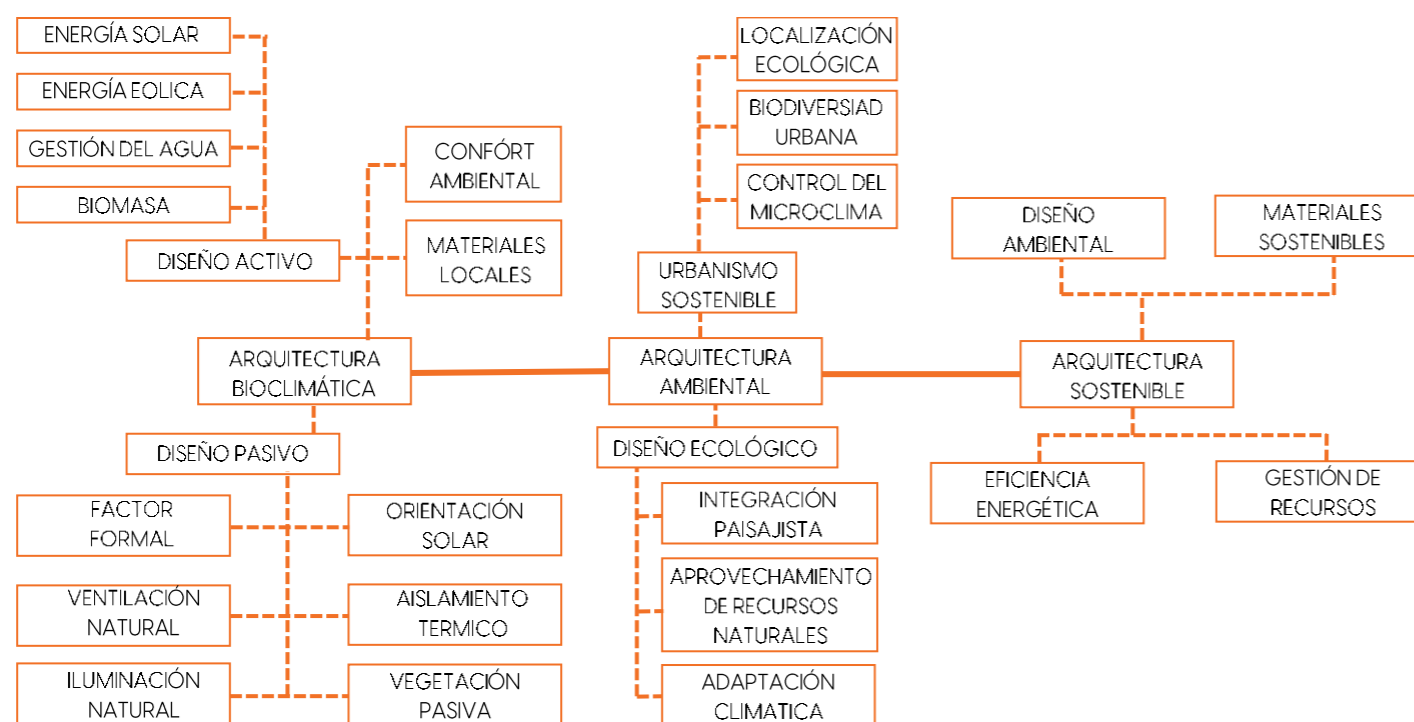 ENERGÍA SOLAR
ENERGÍA EOLICA
GESTIÓN DEL AGUA
BIOMASA
DISEÑO ACTIVO
CONFÓRT
AMBIENTAL
MATERIALES
LOCALES
ARQUITECTURA
BIOCLIMÁTICA
DISEÑO PASIVO
FACTOR
FORMAL
ORIENTACIÓN
SOLAR
VENTILACIÓN
NATURAL
AISLAMIENTO
TERMICO
ILUMINACIÓN
NATURAL
VEGETACIÓN
PASIVA
LOCALIZACIÓN
ECOLÓGICA
BIODIVERSIAD
URBANA
CONTROL DEL
MICROCLIMA
URBANISMO
SOSTENIBLE
ARQUITECTURA
AMBIENTAL
DISEÑO ECOLÓGICO
INTEGRACIÓN
PAISAJISTA
APROVECHAMIENTO
DE RECURSOS
NATURALES
ADAPTACIÓN
CLIMATICA
DISEÑO
AMBIENTAL
MATERIALES
SOSTENIBLES
ARQUITECTURA
SOSTENIBLE
EFICIENCIA
ENERGÉTICA
GESTIÓN DE
RECURSOS